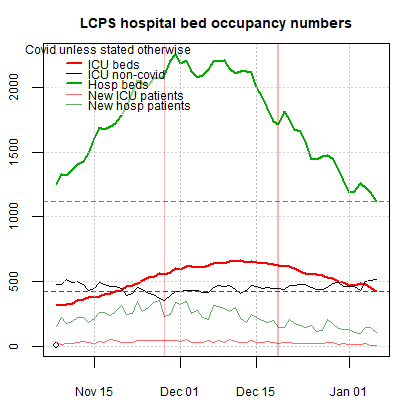 LCPS hospital bed occupancy numbers
Covid unless stated otherwise
ICU beds
ICU non-covid
Hosp beds
New ICU patients
New hosp patients
0
500
1000
1500
2000
Nov 15
Dec 01
Dec 15
Jan 01